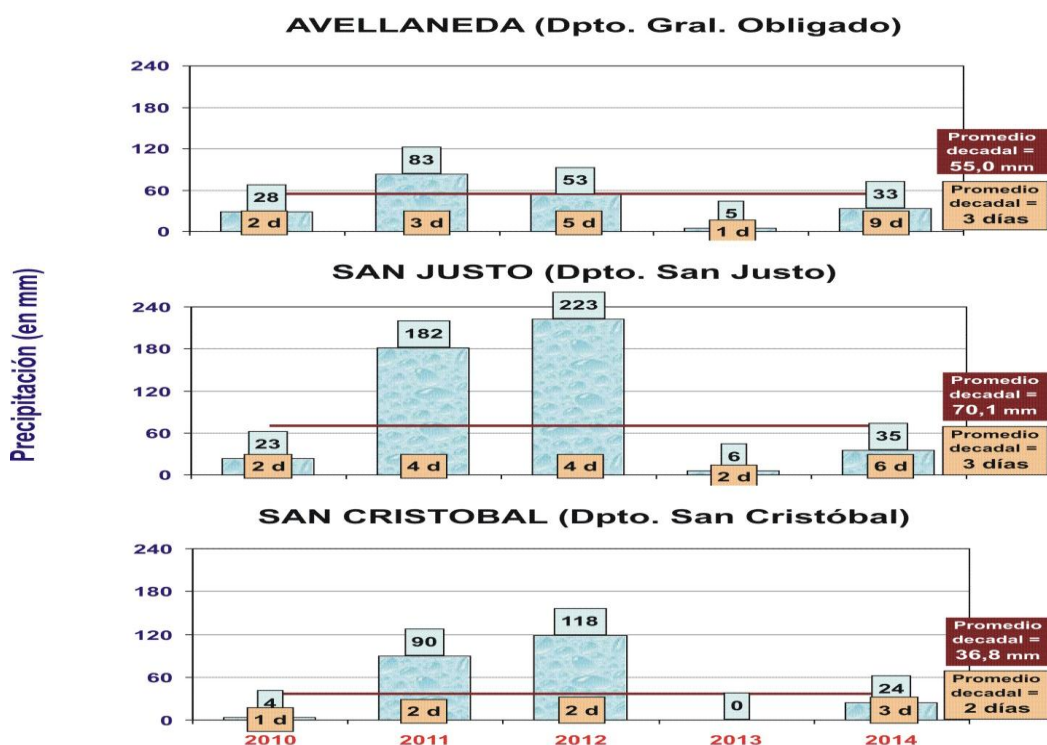 AVELLANEDA (Dpto. Gral. Obligado)
240
180
120
60
0
28
83
53
5
33
2 d
3 d
5 d
1 d
9 d
Promedio
decadal =
55,0 mm
Promedio
decadal =
3 días
Precipitación (en mm)
SAN JUSTO (Dpto. San Justo)
240
180
120
60
0
23
182
223
6
35
2 d
4 d
4 d
2 d
6 d
Promedio
decadal =
70,1 mm
Promedio
decadal =
3 días
SAN CRISTOBAL (Dpto. San Cristóbal)
240
180
120
60
0
4
90
118
0
24
1 d
2 d
2 d
3 d
Promedio
decadal =
36,8 mm
Promedio
decadal =
2 días
2010
2011
2012
2013
2014